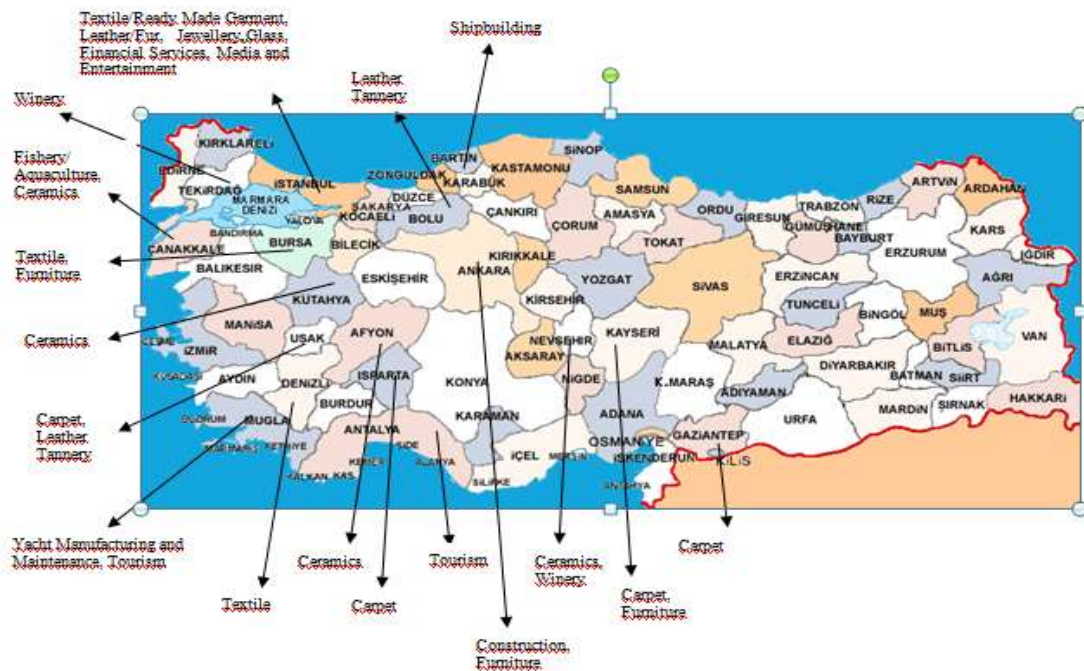 Textile/Ready Made Garment,
Leather/Fur, Jewellery,Glass,
Financial Services, Media and
Entertainment
Shipbuilding
Leather
Tannery
Winery
Fishery/
Aquaculture,
Ceramics
Textile,
Furniture
Ceramics
Carpet,
Leather
Tannery
Yacht Manufacturing and
Maintenance, Tourism
Textile
Ceramics
Carpet
Tourism
Construction,
Furniture
Ceramics,
Winery
Carpet,
Furniture
Carpet
KIRKLARELİ
EDİRNE
TEKİRDAĞ
İSTANBUL
MARMARA
DENİZİ
YALOVA
KOCAELİ
SAKARYA
DÜZCE
ZONGULDAK
BARTIN
KARABÜK
KASTAMONU
SİNOP
SAMSUN
ORDU
GİRESUN
TRABZON
RİZE
ARTVİN
ARDAHAN
KARS
IĞDIR
AĞRI
ERZURUM
BAYBURT
GÜMÜŞHANE
ERZİNCAN
TUNCELİ
BİNGÖL
MUŞ
BİTLİS
VAN
HAKKARİ
ŞIRNAK
SİİRT
BATMAN
MARDİN
DİYARBAKIR
ELAZIĞ
MALATYA
ADIYAMAN
URFA
GAZİANTEP
KİLİS
K.MARAŞ
OSMANİYE
İSKENDERUN
ANTAKYA
ADANA
MERSİN
İÇEL
SİLİFKE
KARAMAN
KONYA
NİĞDE
AKSARAY
NEVŞEHİR
KAYSERİ
KIRŞEHİR
KIRIKKALE
YOZGAT
SİVAS
TOKAT
AMASYA
ÇORUM
ÇANKIRI
ANKARA
BOLU
BİLECİK
ESKİŞEHİR
BURSA
BANDIRMA
ÇANAKKALE
BALIKESIR
KUTAHYA
MANİSA
UŞAK
AFYON
İZMİR
ÇEŞME
KUŞADASI
AYDIN
DENİZLİ
ISPARTA
BURDUR
MUGLA
BODRUM
MARMARİS
FETHİYE
KALKAN
KAŞ
KEMER
ANTALYA
SIDE
ALANYA